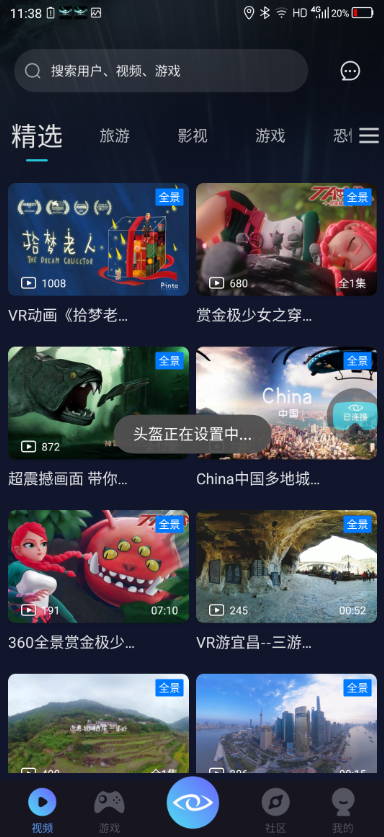 11:38
HD 4G 20%
搜索用户、视频、游戏
精选 旅游 影视 游戏
全景 全景
拾梦老人
THE DREAM COLLECTOR
Pinta
1008 680 全1集
VR动画《拾梦老... 赏金极少女之穿...
全景 全景
China
中国
已连接
头盔正在设置中...
872
超震撼画面 带你... China中国多地城...
全景 全景
191 07:10 245 00:52
360全景赏金极少... VR游宜昌--三游...
全景 全景
全1集 00:15
视频 游戏 社区 我的